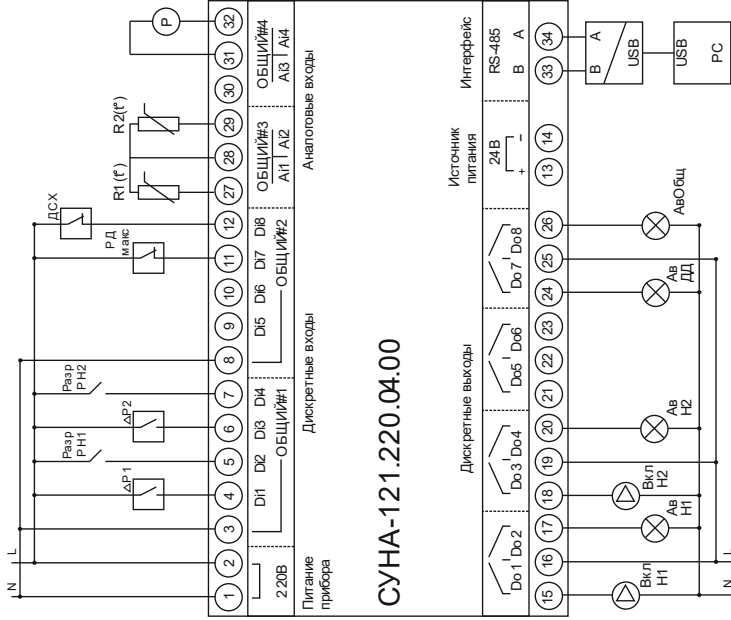 N L
ΔP1
Разр РН1
ΔP2
Разр РН2
РД макс
ДСХ
R1(t°)
R2(t°)
P
1 2 3 4 5 6 7 8 9 10 11 12 27 28 29 30 31 32
220В
Di1 Di2 Di3 Di4
ОБЩИЙ#1
Di5 Di6 Di7 Di8
ОБЩИЙ#2
ОБЩИЙ#3
Ai1 Ai2
ОБЩИЙ#4
Ai3 Ai4
Питание прибора
Дискретные входы
Аналоговые входы
СУНА-121.220.04.00
Дискретные выходы
Источник питания
Интерфейс
Do1 Do2
Do3 Do4
Do5 Do6
Do7 Do8
24В
+ −
RS-485
B A
15 16 17 18 19 20 21 22 23 24 25 26 13 14 33 34
Вкл Н1
Ав Н1
Вкл Н2
Ав Н2
Ав ДД
АвОбщ
B A
USB
USB
PC
N L